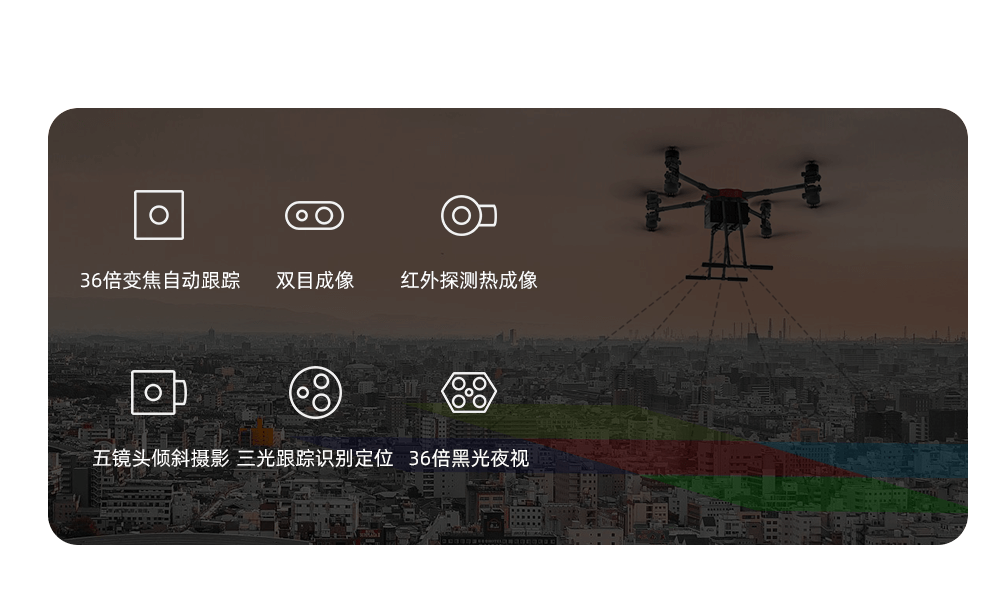 36倍变焦自动跟踪
双目成像
红外探测热成像
五镜头倾斜摄影
三光跟踪识别定位
36倍黑光夜视